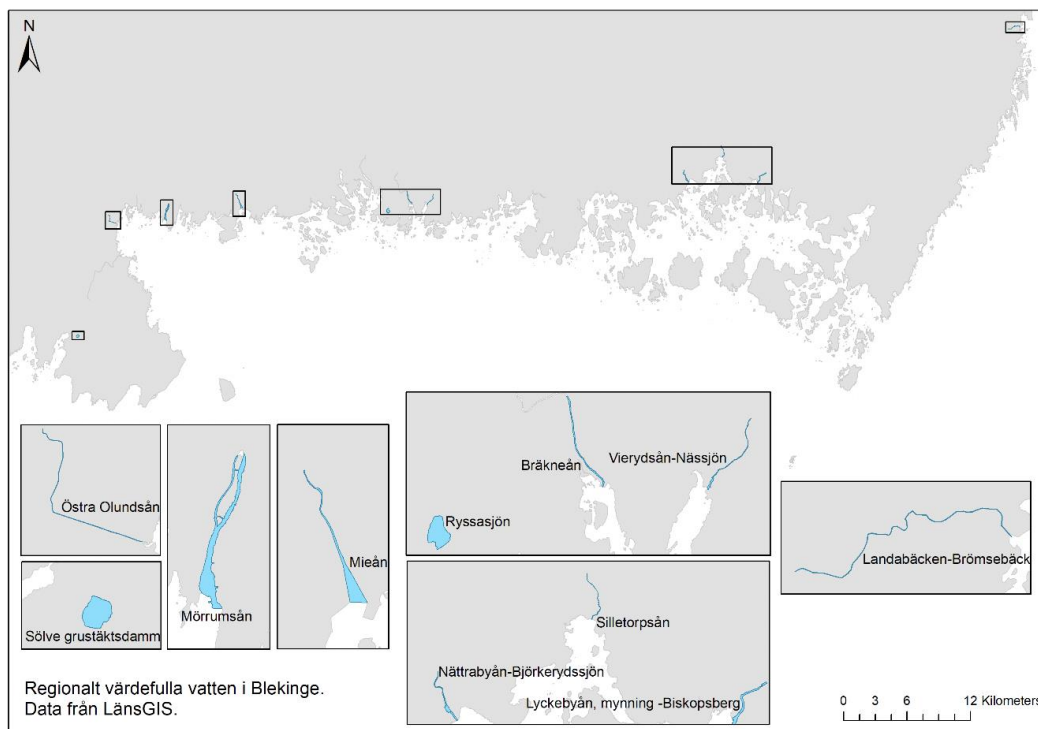 N
Östra Olundsån
Sölve grustäktsdamm
Mörrumsån
Mieån
Bräkneån
Vierydsån-Nässjön
Ryssasjön
Silletorpsån
Nättrabyån-Björkerydssjön
Lyckebyån, mynning -Biskopsberg
Landabäcken-Brömsebäck
Regionalt värdefulla vatten i Blekinge.
Data från LänsGIS.
0 3 6 12 Kilometers